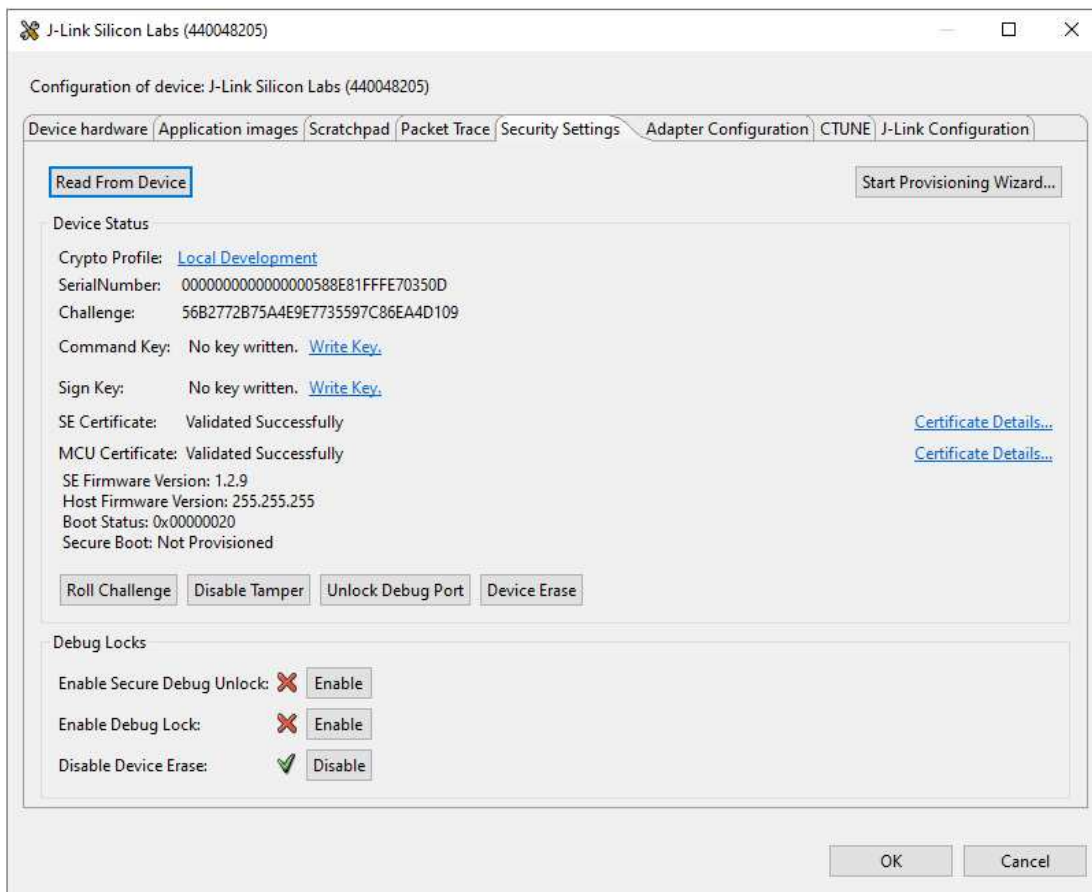 J-Link Silicon Labs (440048205)
Configuration of device: J-Link Silicon Labs (440048205)
Device hardware Application images Scratchpad Packet Trace Security Settings Adapter Configuration CTUNE J-Link Configuration
Read From Device Start Provisioning Wizard...
Device Status
Crypto Profile: Local Development
SerialNumber: 0000000000000000588E81FFFE70350D
Challenge: 56B2772B75A4E9E7735597C86EA4D109
Command Key: No key written. Write Key.
Sign Key: No key written. Write Key.
SE Certificate: Validated Successfully Certificate Details...
MCU Certificate: Validated Successfully Certificate Details...
SE Firmware Version: 1.2.9
Host Firmware Version: 255.255.255
Boot Status: 0x00000020
Secure Boot: Not Provisioned
Roll Challenge Disable Tamper Unlock Debug Port Device Erase
Debug Locks
Enable Secure Debug Unlock: Enable
Enable Debug Lock: Enable
Disable Device Erase: Disable
OK Cancel